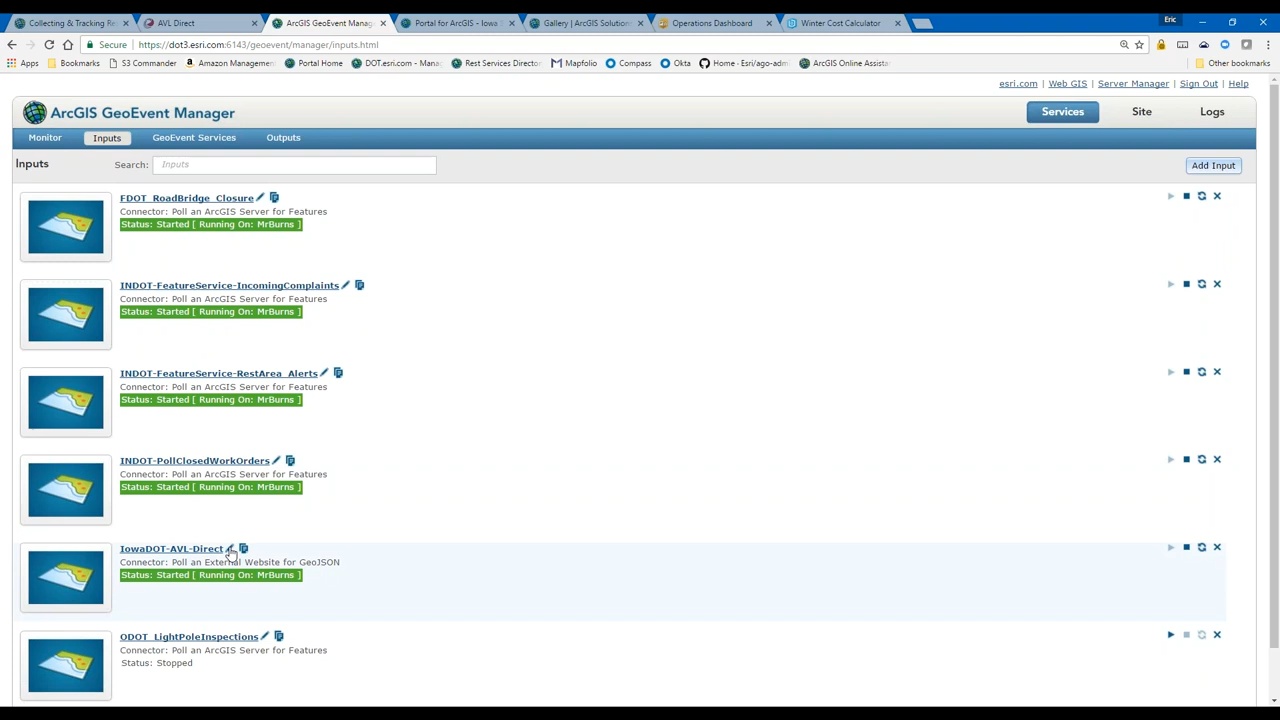 Collecting & Tracking Re
AVL Direct
ArcGIS GeoEvent Manag
Portal for ArcGIS - Iowa S
Gallery | ArcGIS Solution
Operations Dashboard
Winter Cost Calculator
Eric
Secure
https://dot3.esri.com:6143/geoevent/manager/inputs.html
Apps
Bookmarks
S3 Commander
Amazon Managemen
Portal Home
DOT.esri.com - Mana
Rest Services Director
Mapfolio
Compass
Okta
Home · Esri/ago-adm
ArcGIS Online Assista
Other bookmarks
esri.com | Web GIS | Server Manager | Sign Out | Help
ArcGIS GeoEvent Manager
Services
Site
Logs
Monitor
Inputs
GeoEvent Services
Outputs
Inputs
Search:
Inputs
Add Input
FDOT_RoadBridge_Closure
Connector: Poll an ArcGIS Server for Features
Status: Started [ Running On: MrBurns ]
INDOT-FeatureService-IncomingComplaints
Connector: Poll an ArcGIS Server for Features
Status: Started [ Running On: MrBurns ]
INDOT-FeatureService-RestArea_Alerts
Connector: Poll an ArcGIS Server for Features
Status: Started [ Running On: MrBurns ]
INDOT-PollClosedWorkOrders
Connector: Poll an ArcGIS Server for Features
Status: Started [ Running On: MrBurns ]
IowaDOT-AVL-Direct
Connector: Poll an External Website for GeoJSON
Status: Started [ Running On: MrBurns ]
ODOT_LightPoleInspections
Connector: Poll an ArcGIS Server for Features
Status: Stopped